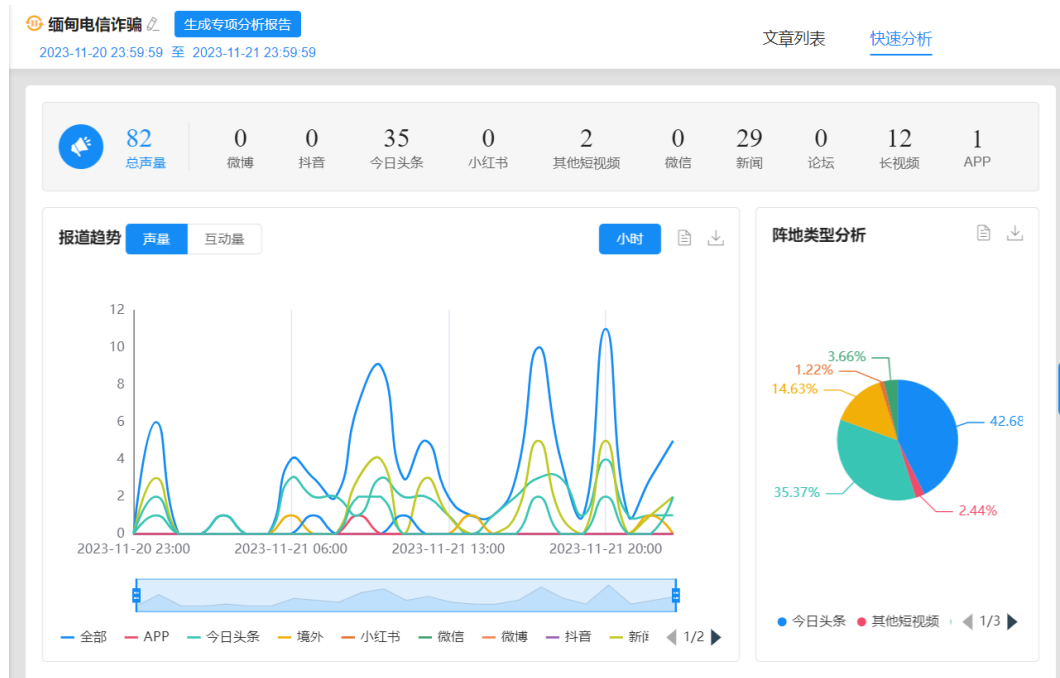 缅甸电信诈骗 生成专项分析报告
2023-11-20 23:59:59 至 2023-11-21 23:59:59
文章列表 快速分析
82 0 0 35 0 2 0 29 0 12 1
总声量 微博 抖音 今日头条 小红书 其他短视频 微信 新闻 论坛 长视频 APP
报道趋势 声量 互动量 小时
12
10
8
6
4
2
0
2023-11-20 23:00 2023-11-21 06:00 2023-11-21 13:00 2023-11-21 20:00
全部 APP 今日头条 境外 小红书 微信 微博 抖音 新 1/2
阵地类型分析
3.66%
1.22%
14.63%
42.68
35.37%
2.44%
今日头条 其他短视频 1/3